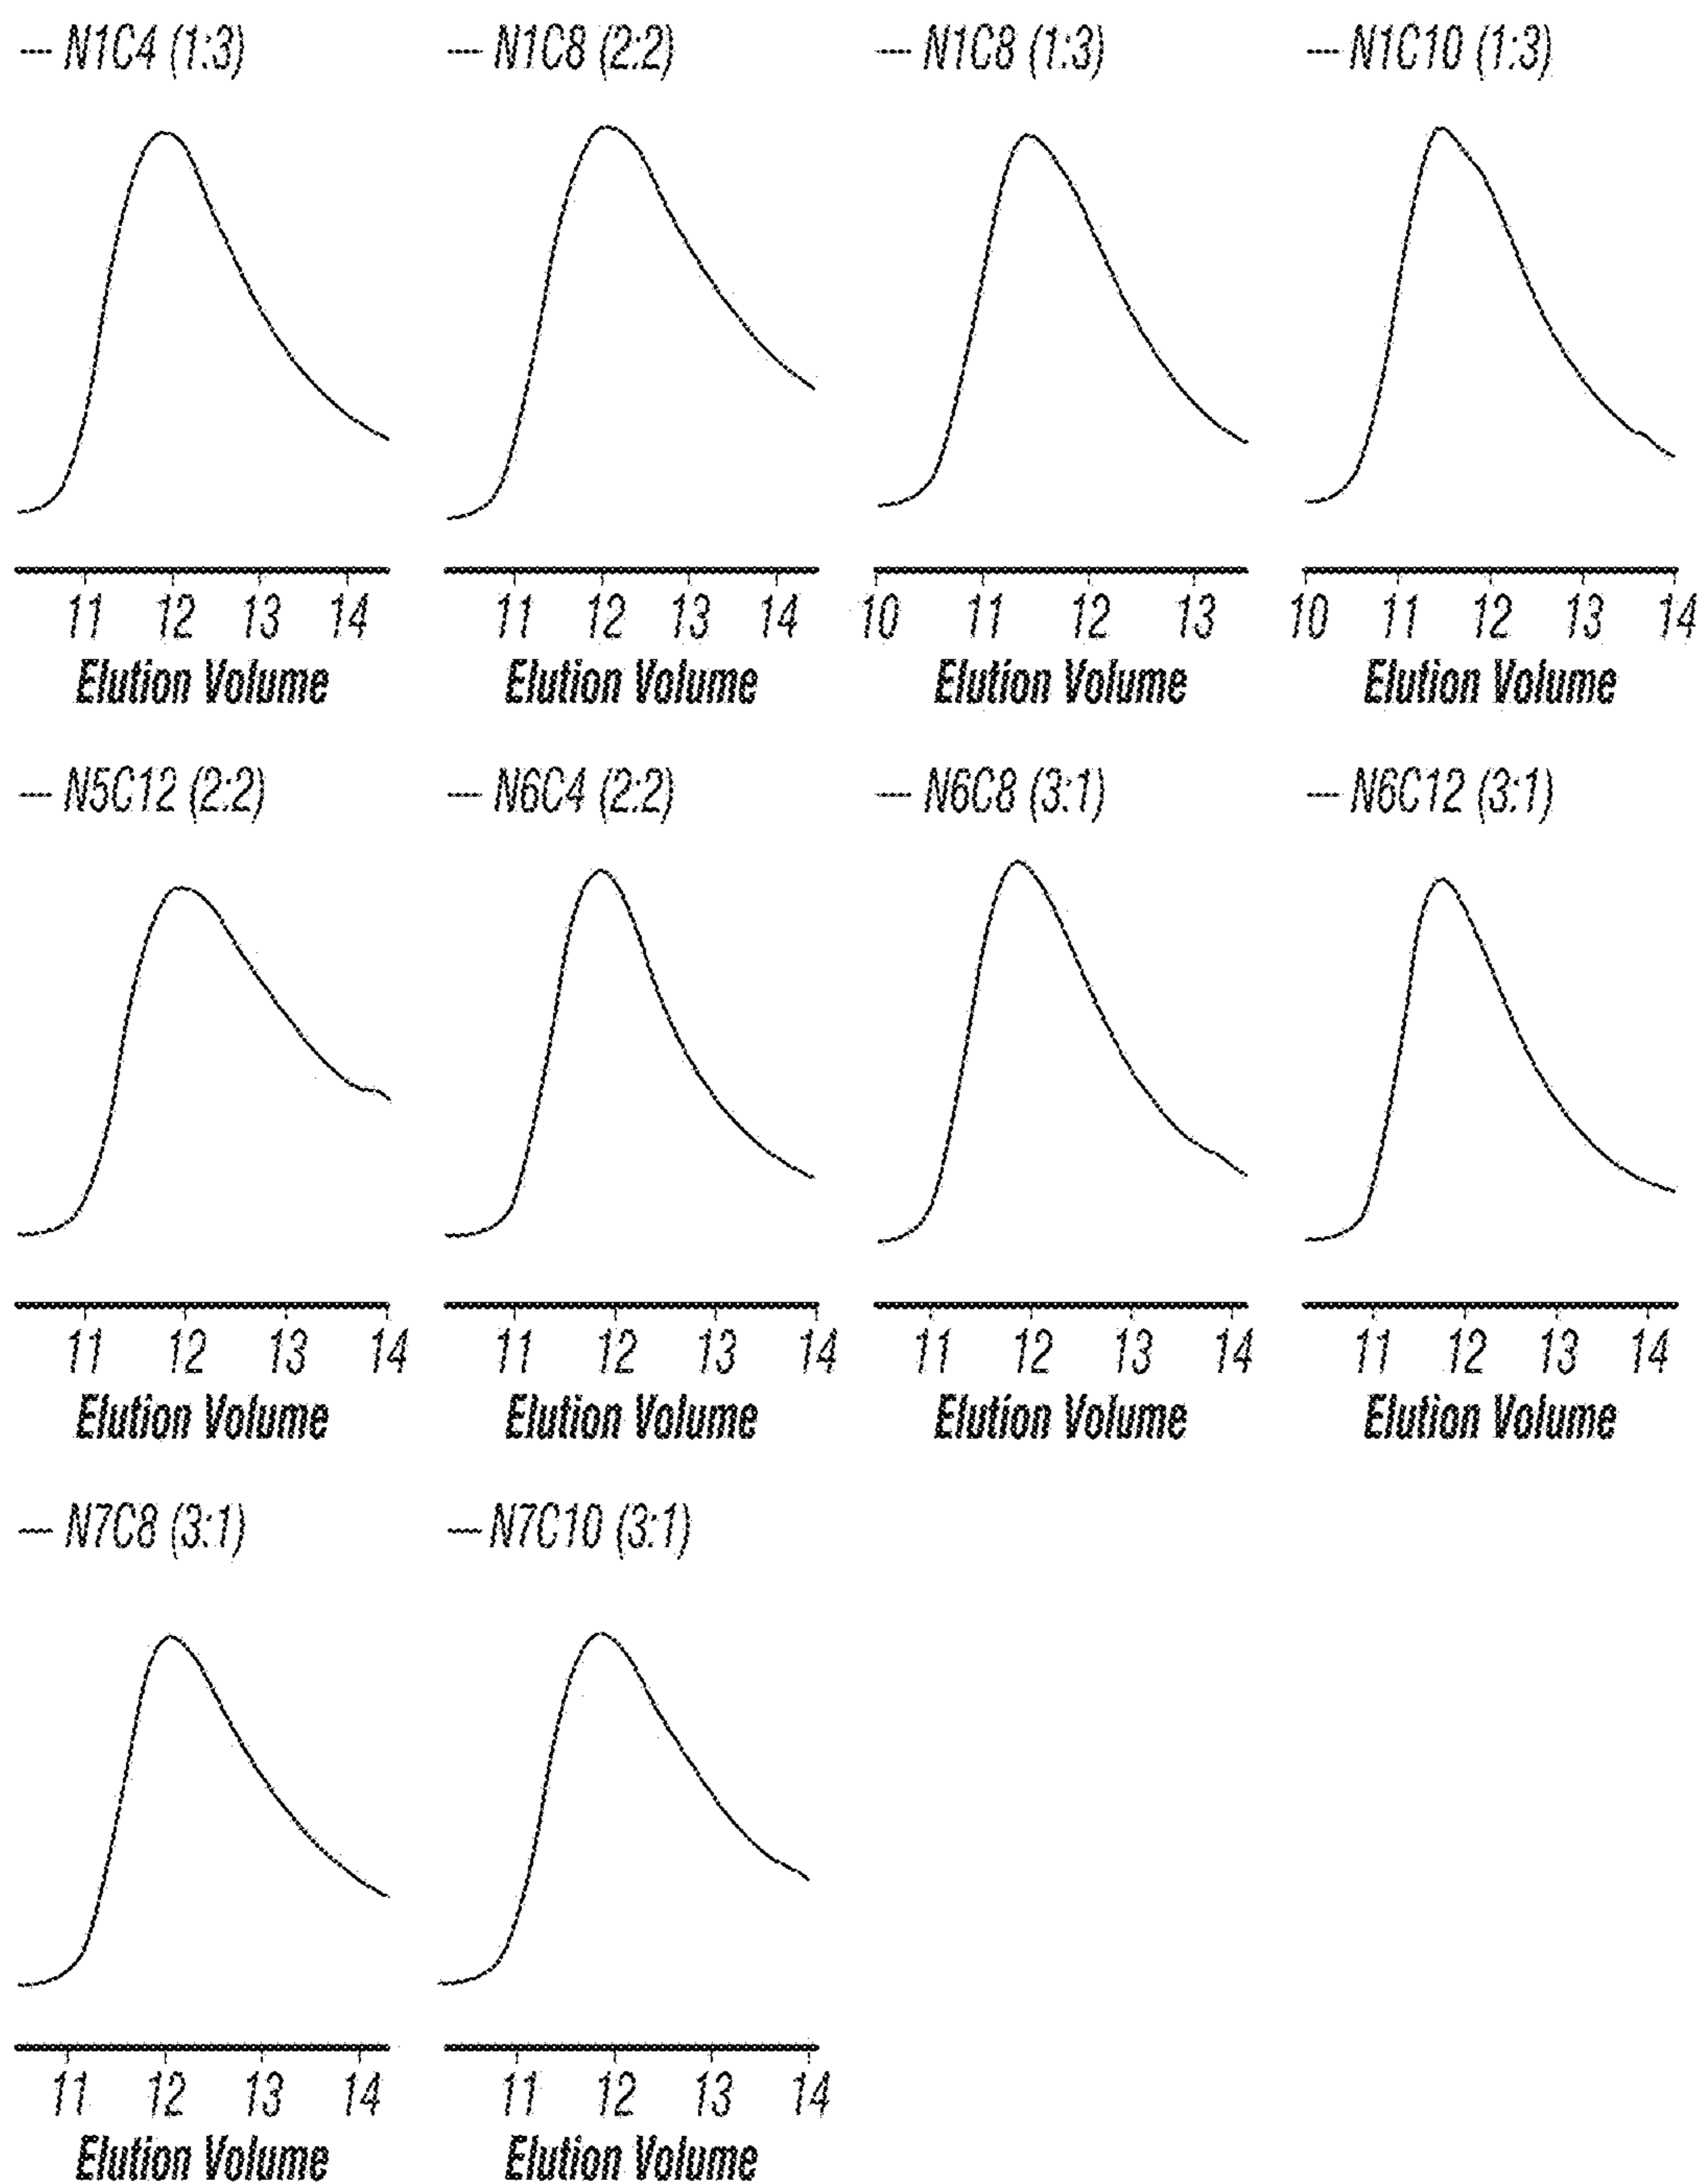 --- N1C4 (1:3)
--- N1C8 (2:2)
--- N1C8 (1:3)
--- N1C10 (1:3)
11 12 13 14
11 12 13 14
10 11 12 13
10 11 12 13 14
Elution Volume
Elution Volume
Elution Volume
Elution Volume
--- N5C12 (2:2)
--- N6C4 (2:2)
--- N6C8 (3:1)
--- N6C12 (3:1)
11 12 13 14
11 12 13 14
11 12 13 14
11 12 13 14
Elution Volume
Elution Volume
Elution Volume
Elution Volume
--- N7C8 (3:1)
--- N7C10 (3:1)
11 12 13 14
11 12 13 14
Elution Volume
Elution Volume